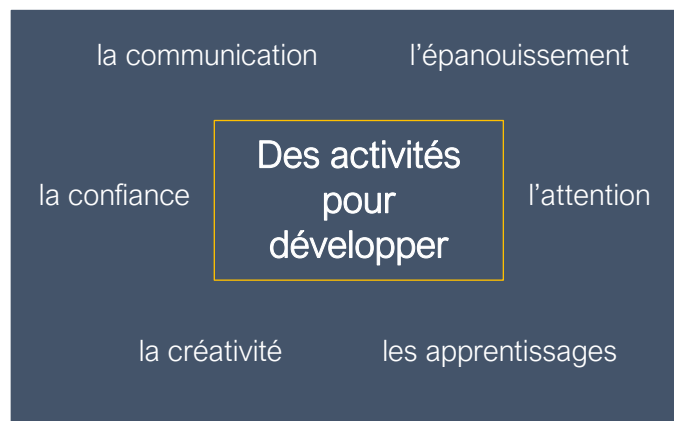 la communication
l'épanouissement
Des activités
pour
développer
la confiance
l'attention
la créativité
les apprentissages